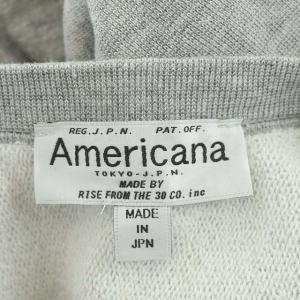 REG.J.P.N. PAT.OFF.
Americana
TOKYO-J.P.N.
MADE BY
RISE FROM THE 30 CO. inc
MADE
IN
JPN